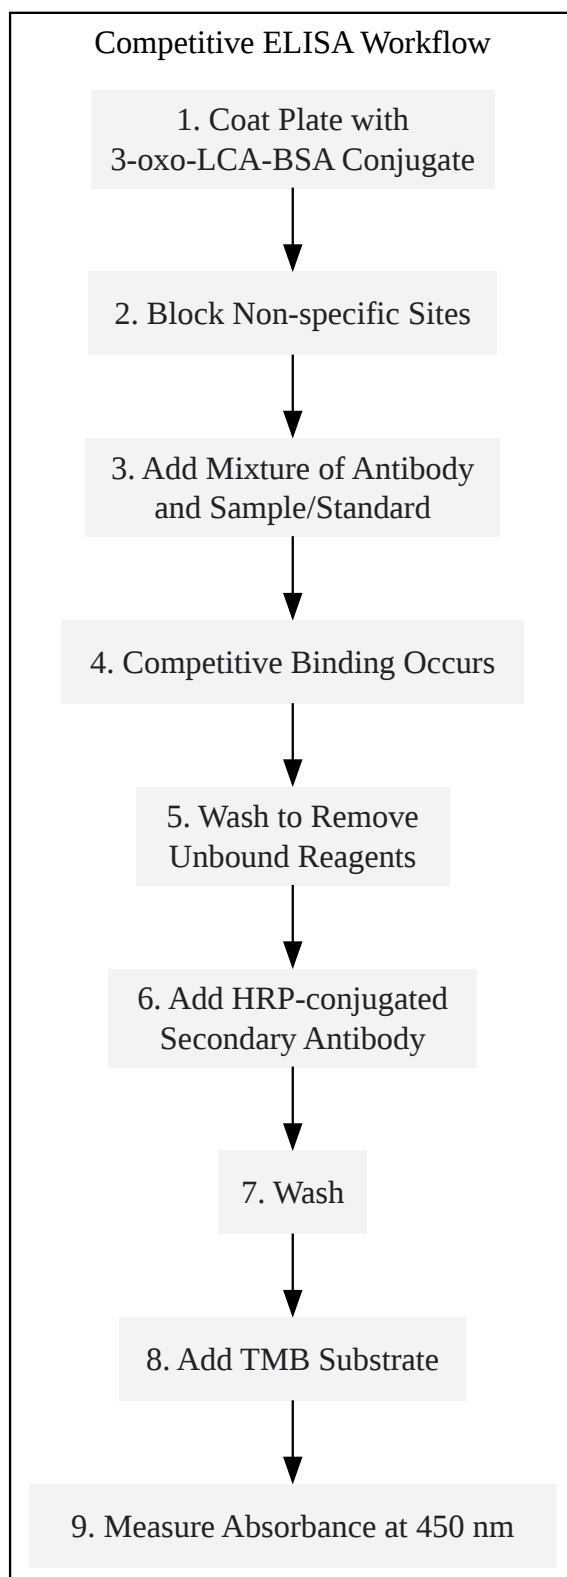 Competitive ELISA Workflow
1. Coat Plate with
3-oxo-LCA-BSA Conjugate
2. Block Non-specific Sites
3. Add Mixture of Antibody
and Sample/Standard
4. Competitive Binding Occurs
5. Wash to Remove
Unbound Reagents
6. Add HRP-conjugated
Secondary Antibody
7. Wash
8. Add TMB Substrate
9. Measure Absorbance at 450 nm